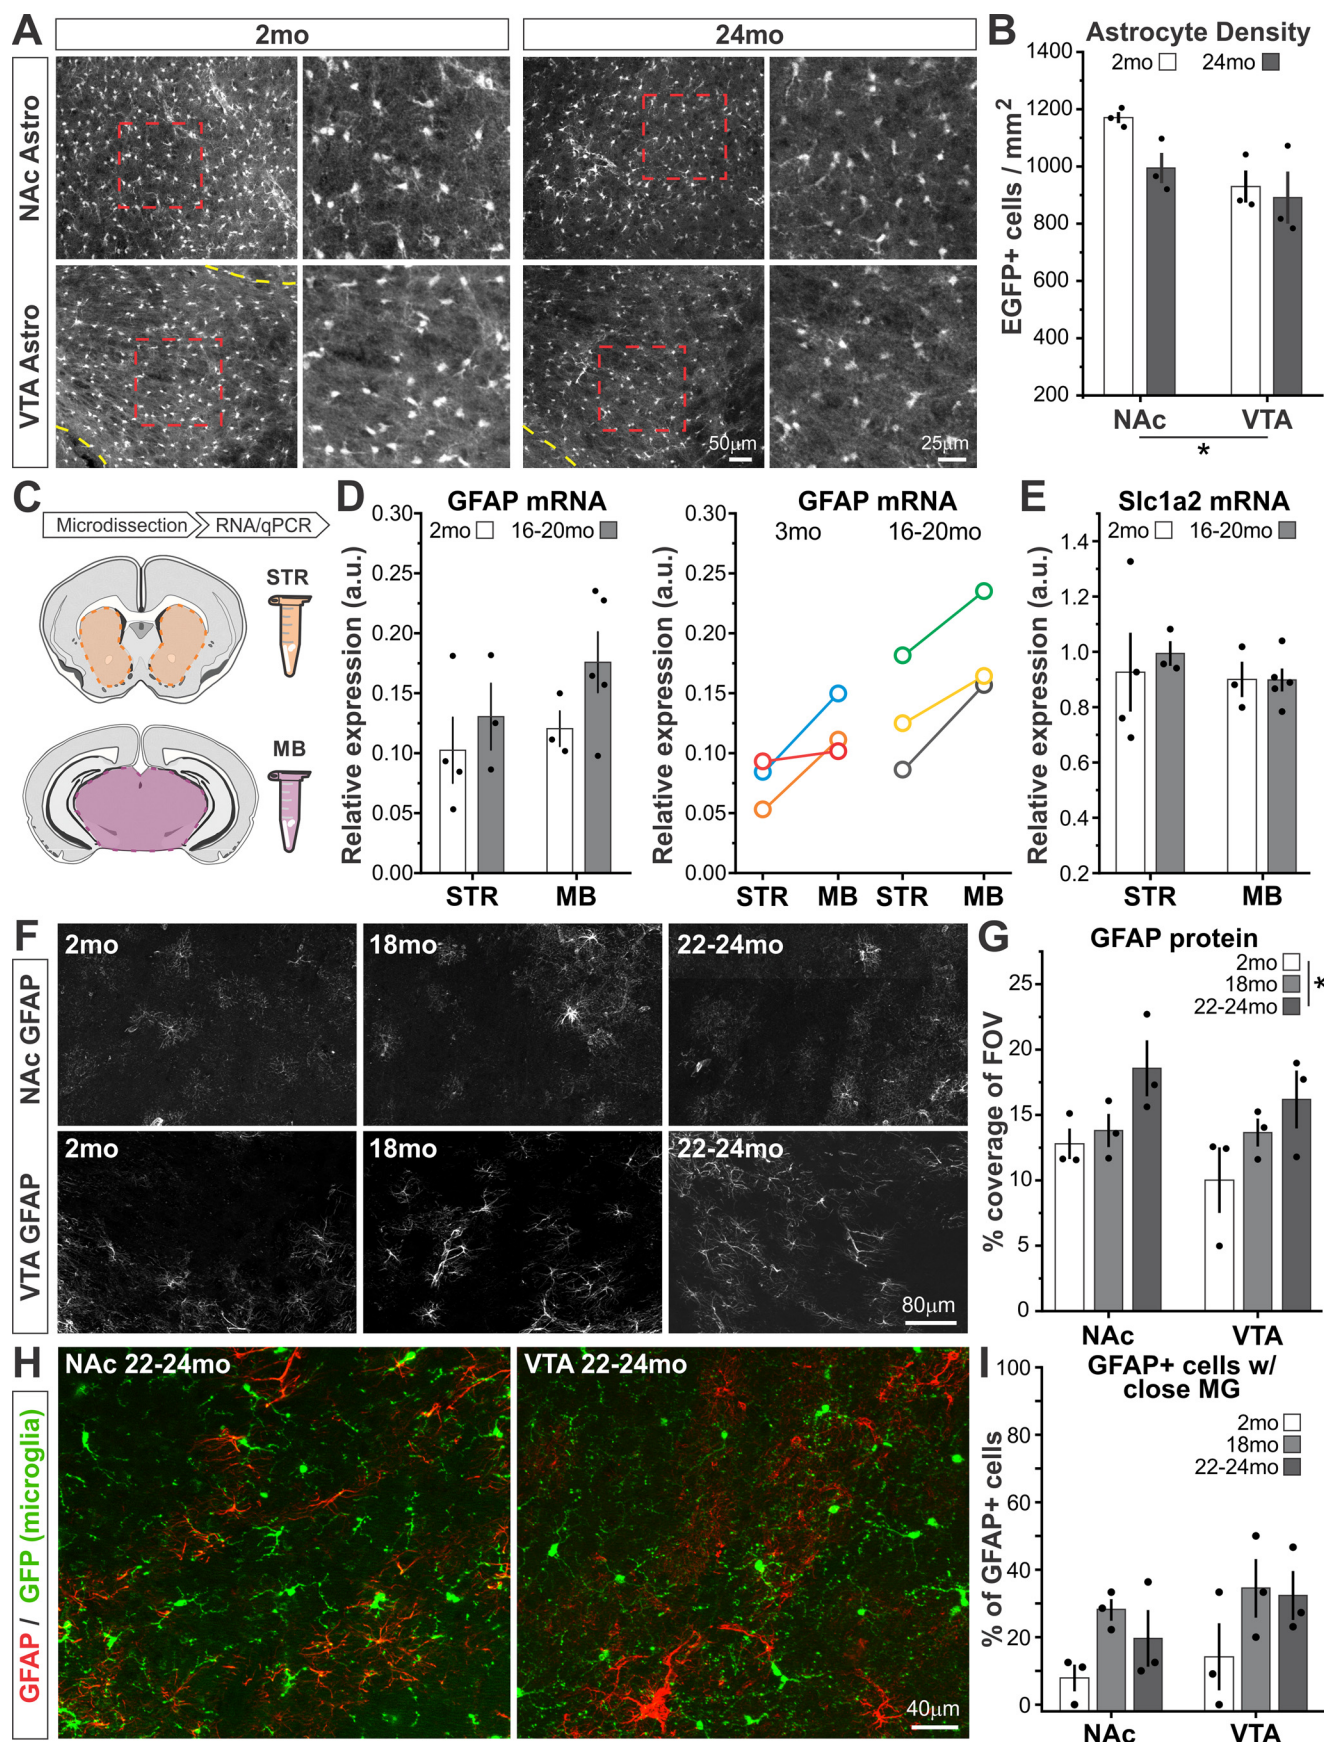 A
2mo
24mo
NAc Astro
VTA Astro
50μm
25μm
B
Astrocyte Density
2mo
24mo
EGFP+ cells / mm2
1400
1200
1000
800
600
400
200
NAc
VTA
*
C
Microdissection
RNA/qPCR
STR
MB
D
GFAP mRNA
2mo
16-20mo
Relative expression (a.u.)
0.30
0.25
0.20
0.15
0.10
0.05
0.00
STR
MB
GFAP mRNA
3mo
16-20mo
Relative expression (a.u.)
0.30
0.25
0.20
0.15
0.10
0.05
0.00
STR
MB
STR
MB
E
Slc1a2 mRNA
2mo
16-20mo
Relative expression (a.u.)
1.4
1.2
1.0
0.8
0.6
0.4
0.2
STR
MB
F
NAc GFAP
2mo
18mo
22-24mo
VTA GFAP
2mo
18mo
22-24mo
80μm
G
GFAP protein
2mo
18mo
22-24mo
*
% coverage of FOV
25
20
15
10
5
0
NAc
VTA
H
GFAP / GFP (microglia)
NAc 22-24mo
VTA 22-24mo
40μm
I
GFAP+ cells w/
close MG
2mo
18mo
22-24mo
% of GFAP+ cells
100
80
60
40
20
0
NAc
VTA